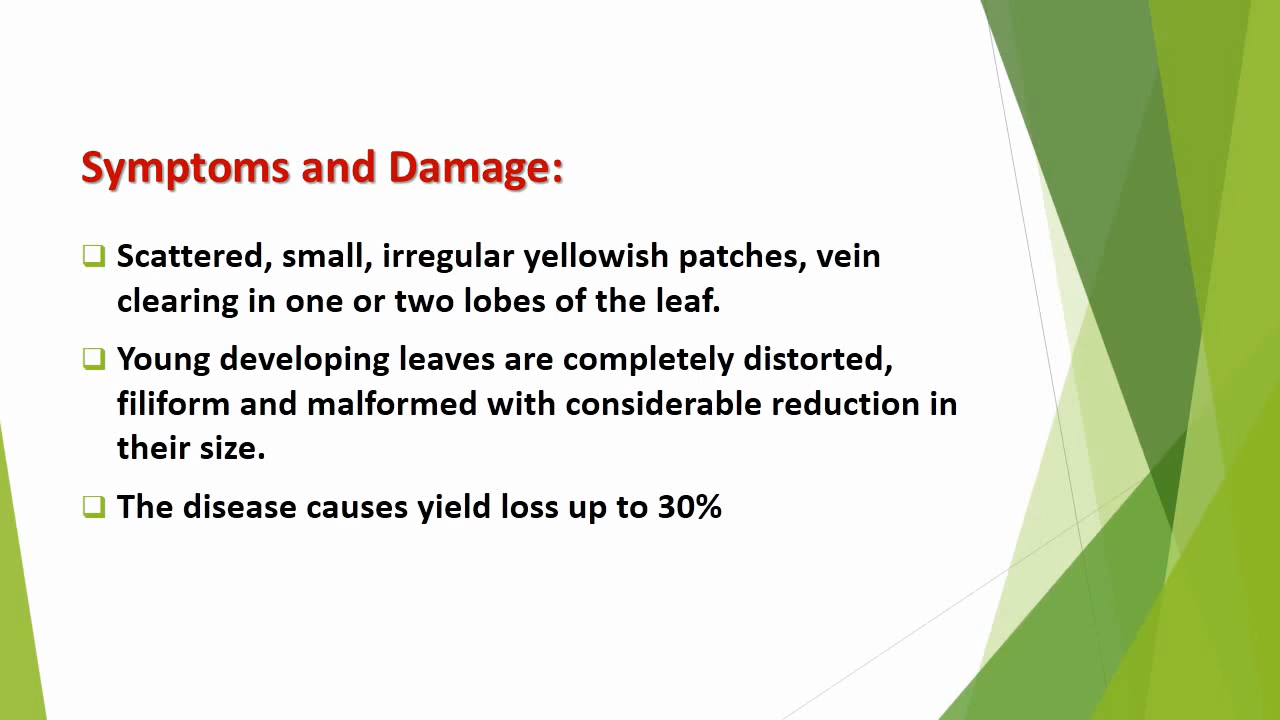 Symptoms and Damage:
Scattered, small, irregular yellowish patches, vein
clearing in one or two lobes of the leaf.
Young developing leaves are completely distorted,
filiform and malformed with considerable reduction in
their size.
The disease causes yield loss up to 30%